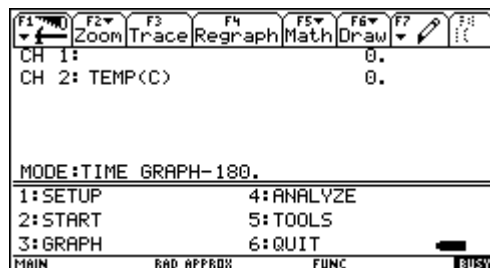 F1 F2 F3 F4 F5 F6 F7
Zoom Trace Regraph Math Draw
CH 1: 0.
CH 2: TEMP(C) 0.
MODE:TIME GRAPH-180.
1:SETUP 4:ANALYZE
2:START 5:TOOLS
3:GRAPH 6:QUIT
MAIN RAD APPROX FUNC BUSY